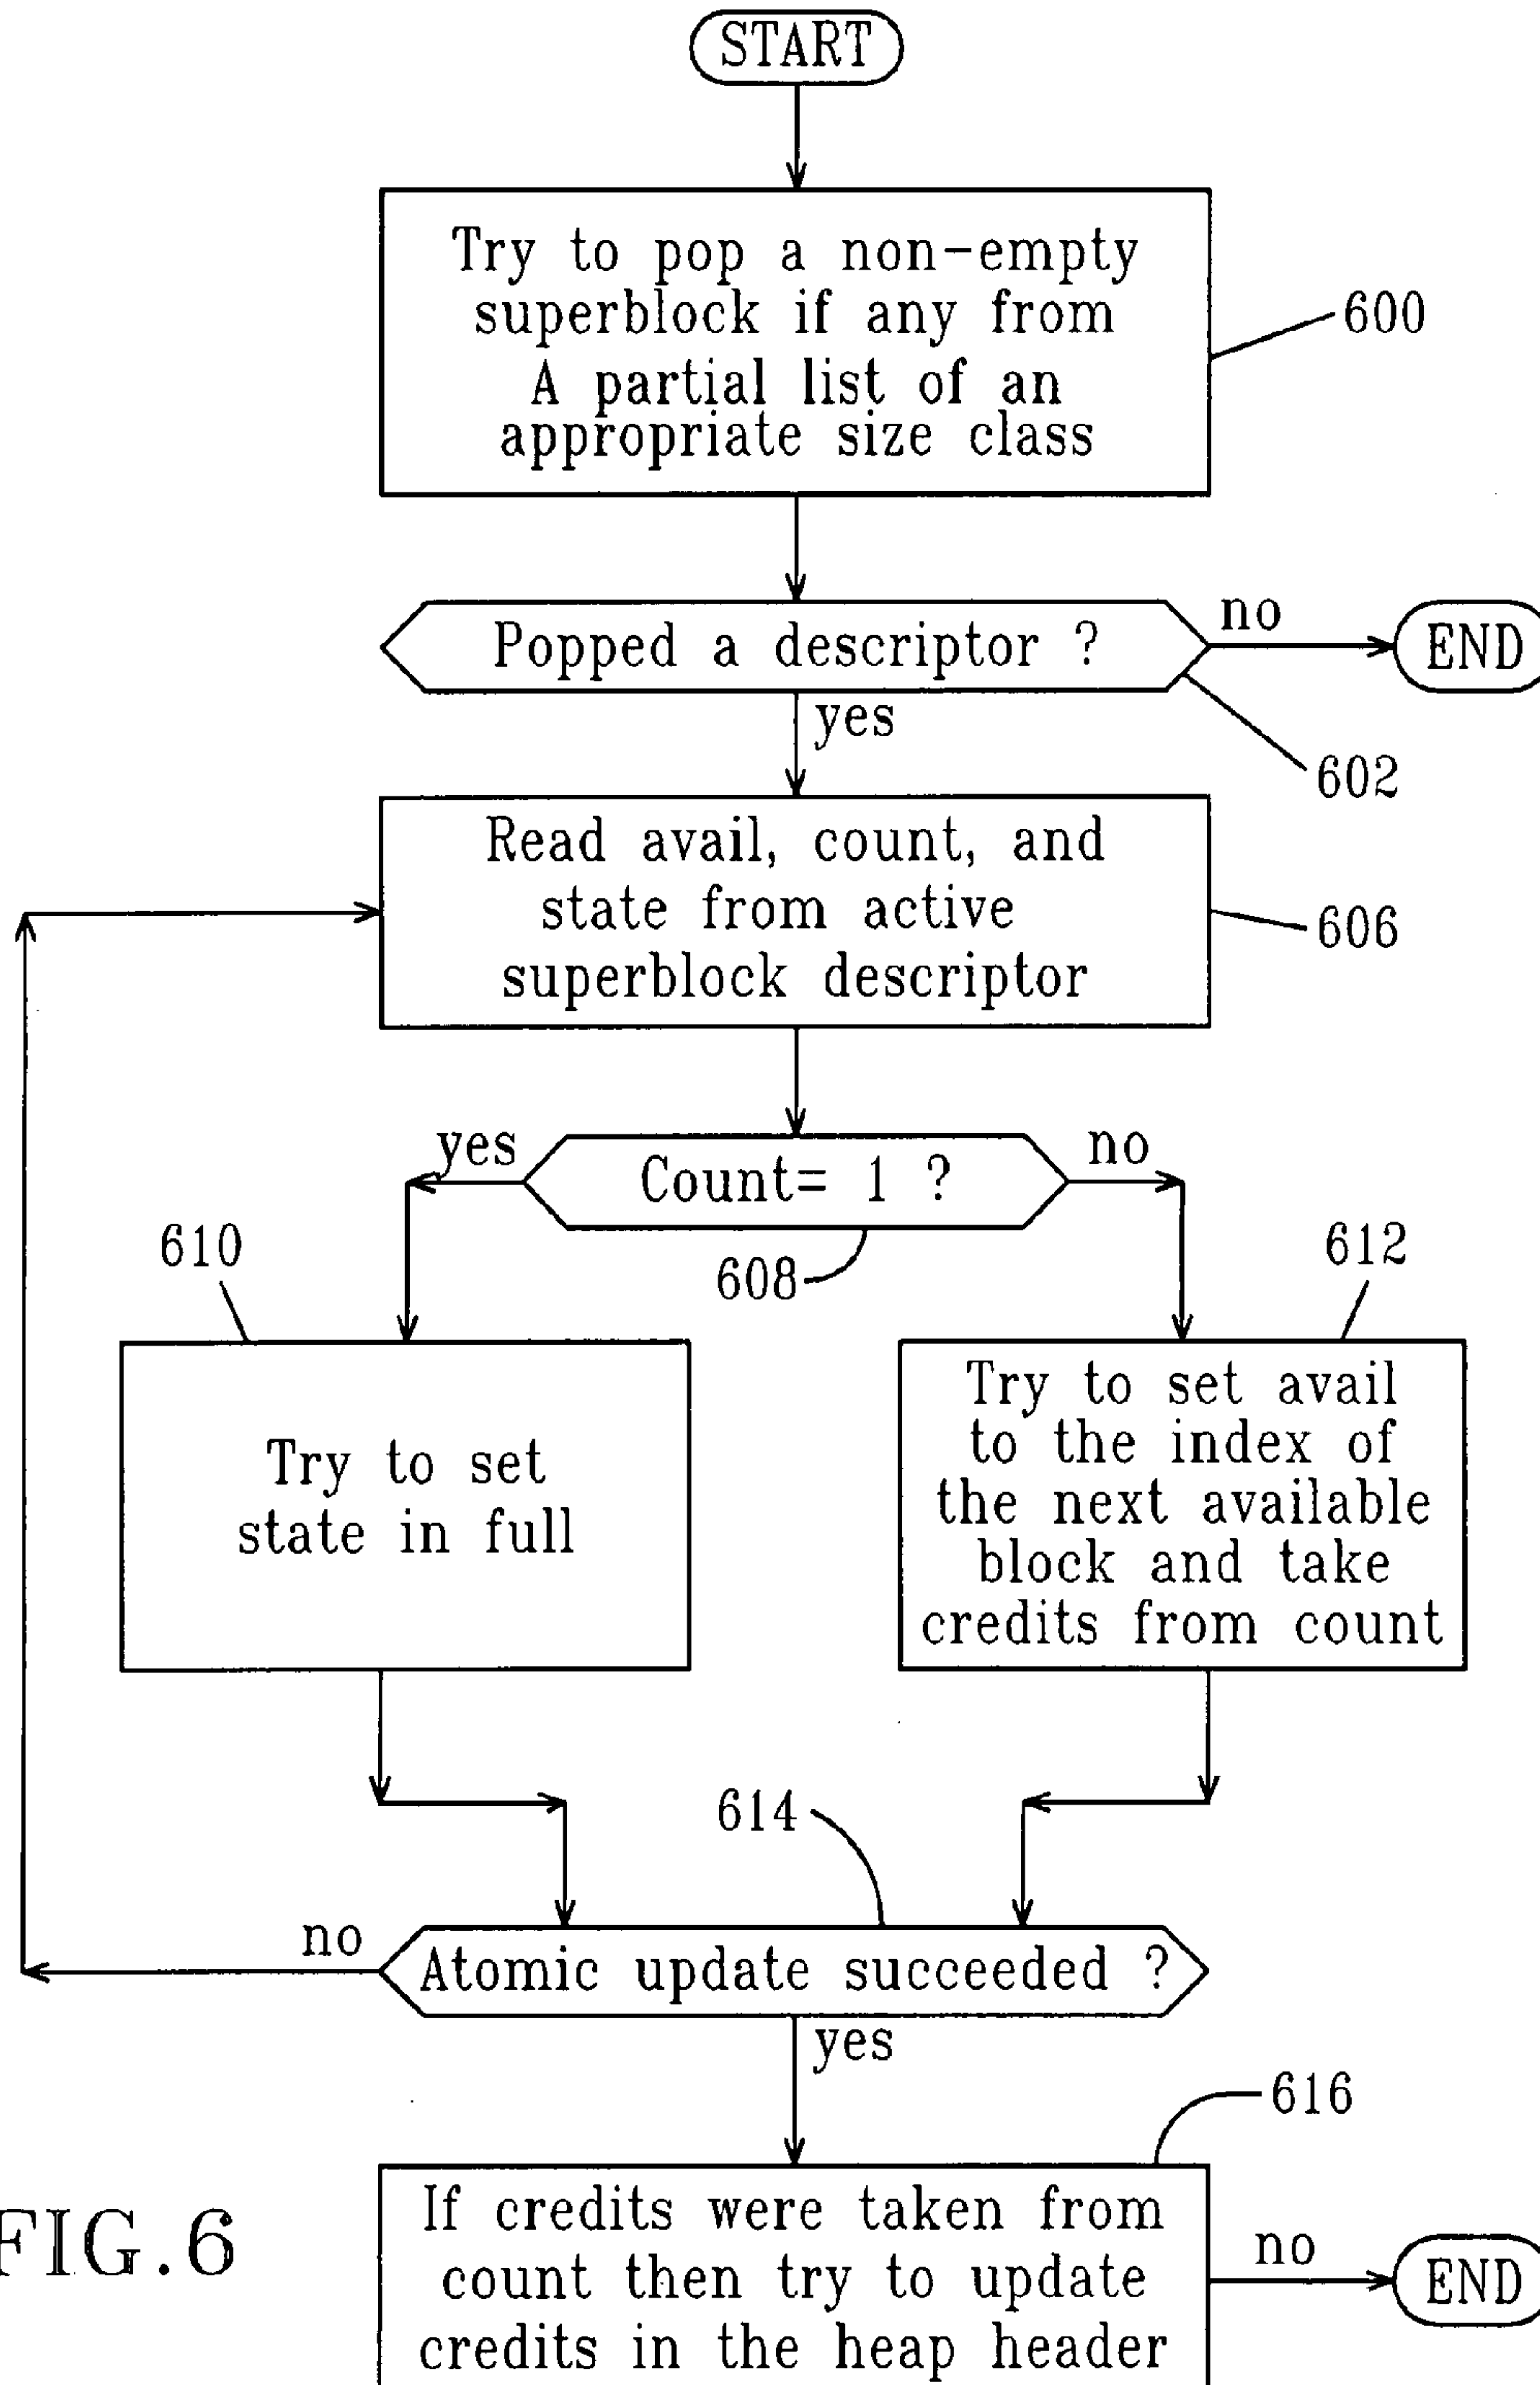 START
Try to pop a non-empty
superblock if any from
A partial list of an
appropriate size class
600
Popped a descriptor ?
no
END
yes
602
Read avail, count, and
state from active
superblock descriptor
606
yes
Count= 1 ?
no
608
610
612
Try to set
state in full
Try to set avail
to the index of
the next available
block and take
credits from count
614
no
Atomic update succeeded ?
yes
616
If credits were taken from
count then try to update
credits in the heap header
no
END
FIG.6